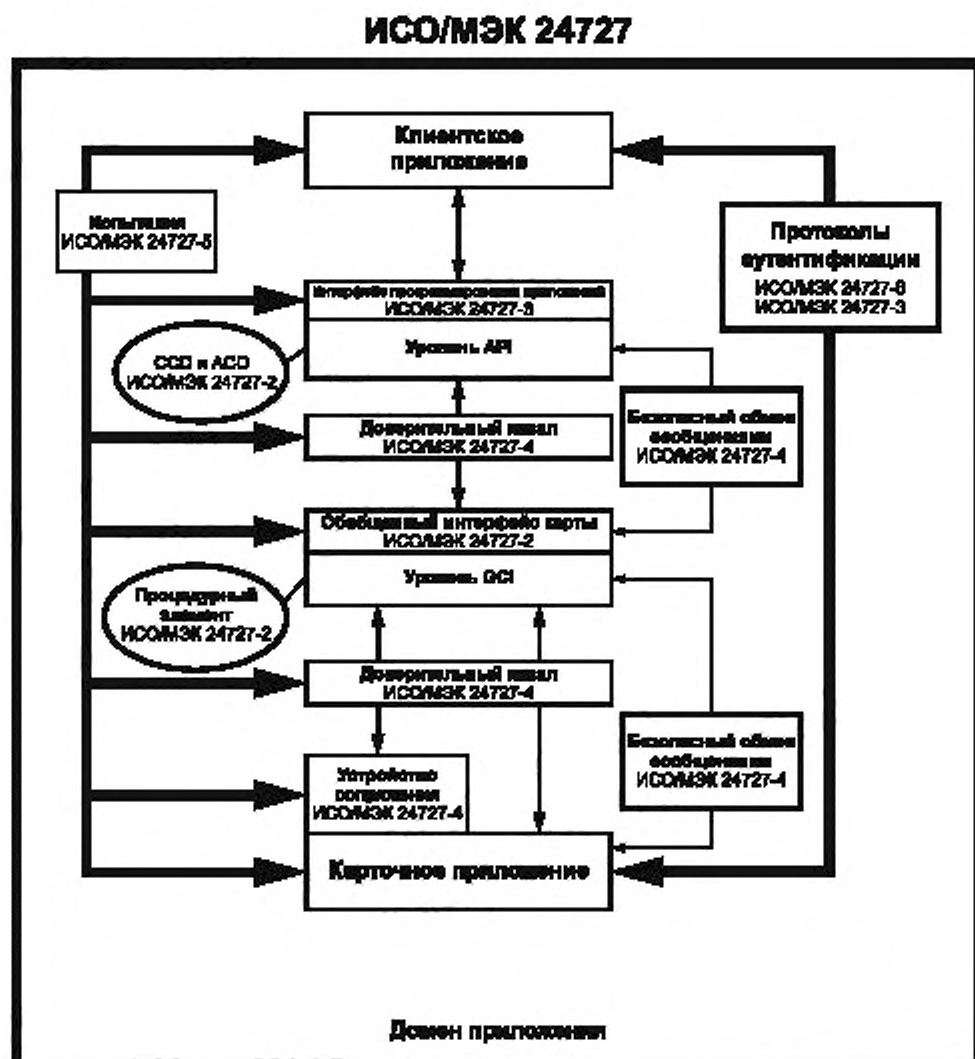 ИСО/МЭК 24727
Клиентское
приложение
Испытания
ИСО/МЭК 24727-5
Протоколы
аутентификации
ИСО/МЭК 24727-6
ИСО/МЭК 24727-3
Интерфейс программирования приложений
ИСО/МЭК 24727-3
Уровень API
CCD и ACD
ИСО/МЭК 24727-2
Безопасный обмен
сообщениями
ИСО/МЭК 24727-4
Доверительный канал
ИСО/МЭК 24727-4
Обобщенный интерфейс карты
ИСО/МЭК 24727-2
Уровень GCI
Процедурный
элемент
ИСО/МЭК 24727-2
Доверительный канал
ИСО/МЭК 24727-4
Безопасный обмен
сообщениями
ИСО/МЭК 24727-4
Устройство
сопряжения
ИСО/МЭК 24727-4
Карточное приложение
Домен приложения